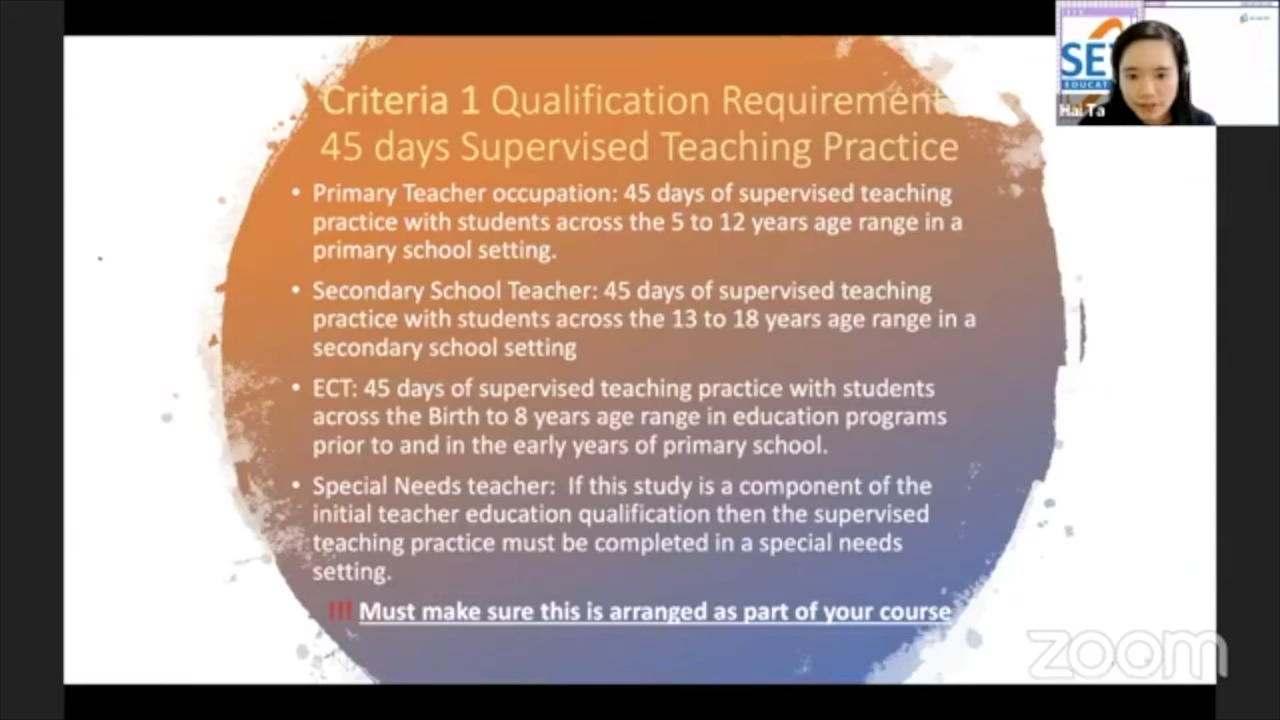 Criteria 1 Qualification Requirement
45 days Supervised Teaching Practice
• Primary Teacher occupation: 45 days of supervised teaching
practice with students across the 5 to 12 years age range in a
primary school setting.
• Secondary School Teacher: 45 days of supervised teaching
practice with students across the 13 to 18 years age range in a
secondary school setting
• ECT: 45 days of supervised teaching practice with students
across the Birth to 8 years age range in education programs
prior to and in the early years of primary school.
• Special Needs teacher: If this study is a component of the
initial teacher education qualification then the supervised
teaching practice must be completed in a special needs
setting.
!!! Must make sure this is arranged as part of your course
SE
EDUCAT
Hai Ta
zoom